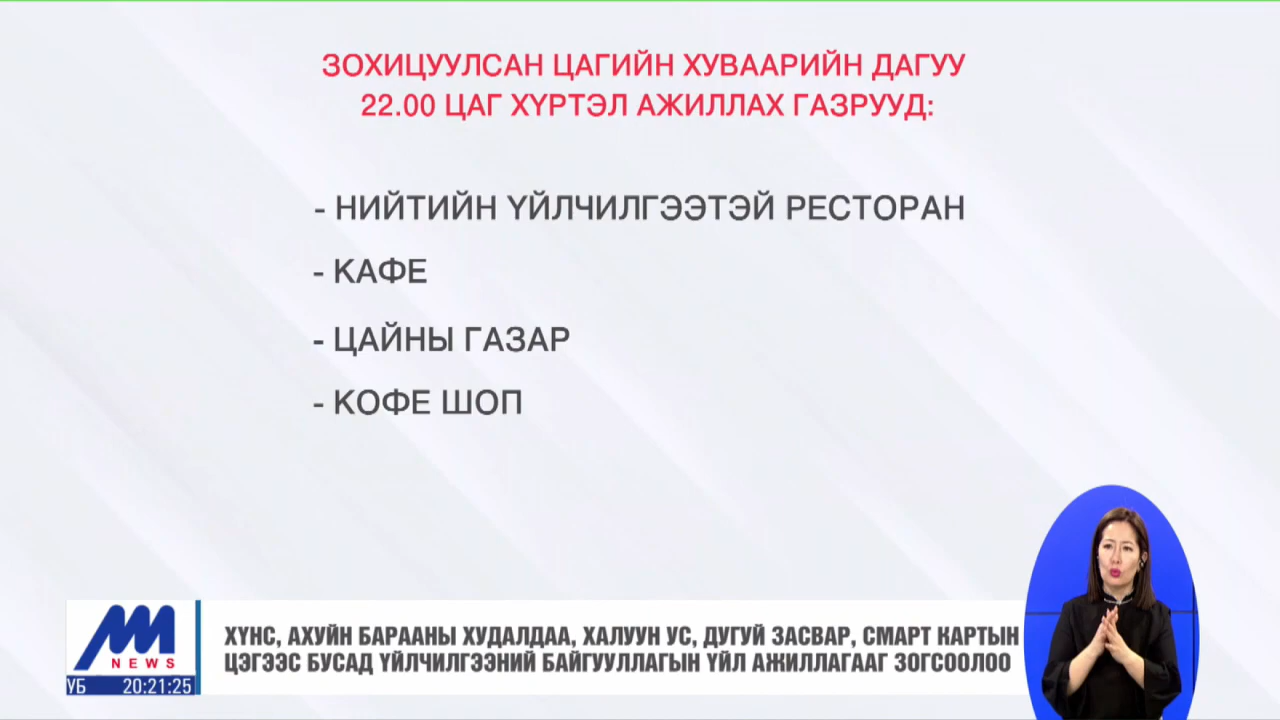 ЗОХИЦУУЛСАН ЦАГИЙН ХУВААРИЙН ДАГУУ
22.00 ЦАГ ХҮРТЭЛ АЖИЛЛАХ ГАЗРУУД:
- НИЙТИЙН ҮЙЛЧИЛГЭЭТЭЙ РЕСТОРАН
- КАФЕ
- ЦАЙНЫ ГАЗАР
- КОФЕ ШОП
M
NEWS
УБ 20:21:25
ХҮНС, АХУЙН БАРААНЫ ХУДАЛДАА, ХАЛУУН УС, ДУГУЙ ЗАСВАР, СМАРТ КАРТЫН
ЦЭГЭЭС БУСАД ҮЙЛЧИЛГЭЭНИЙ БАЙГУУЛЛАГЫН ҮЙЛ АЖИЛЛАГААГ ЗОГСООЛОО